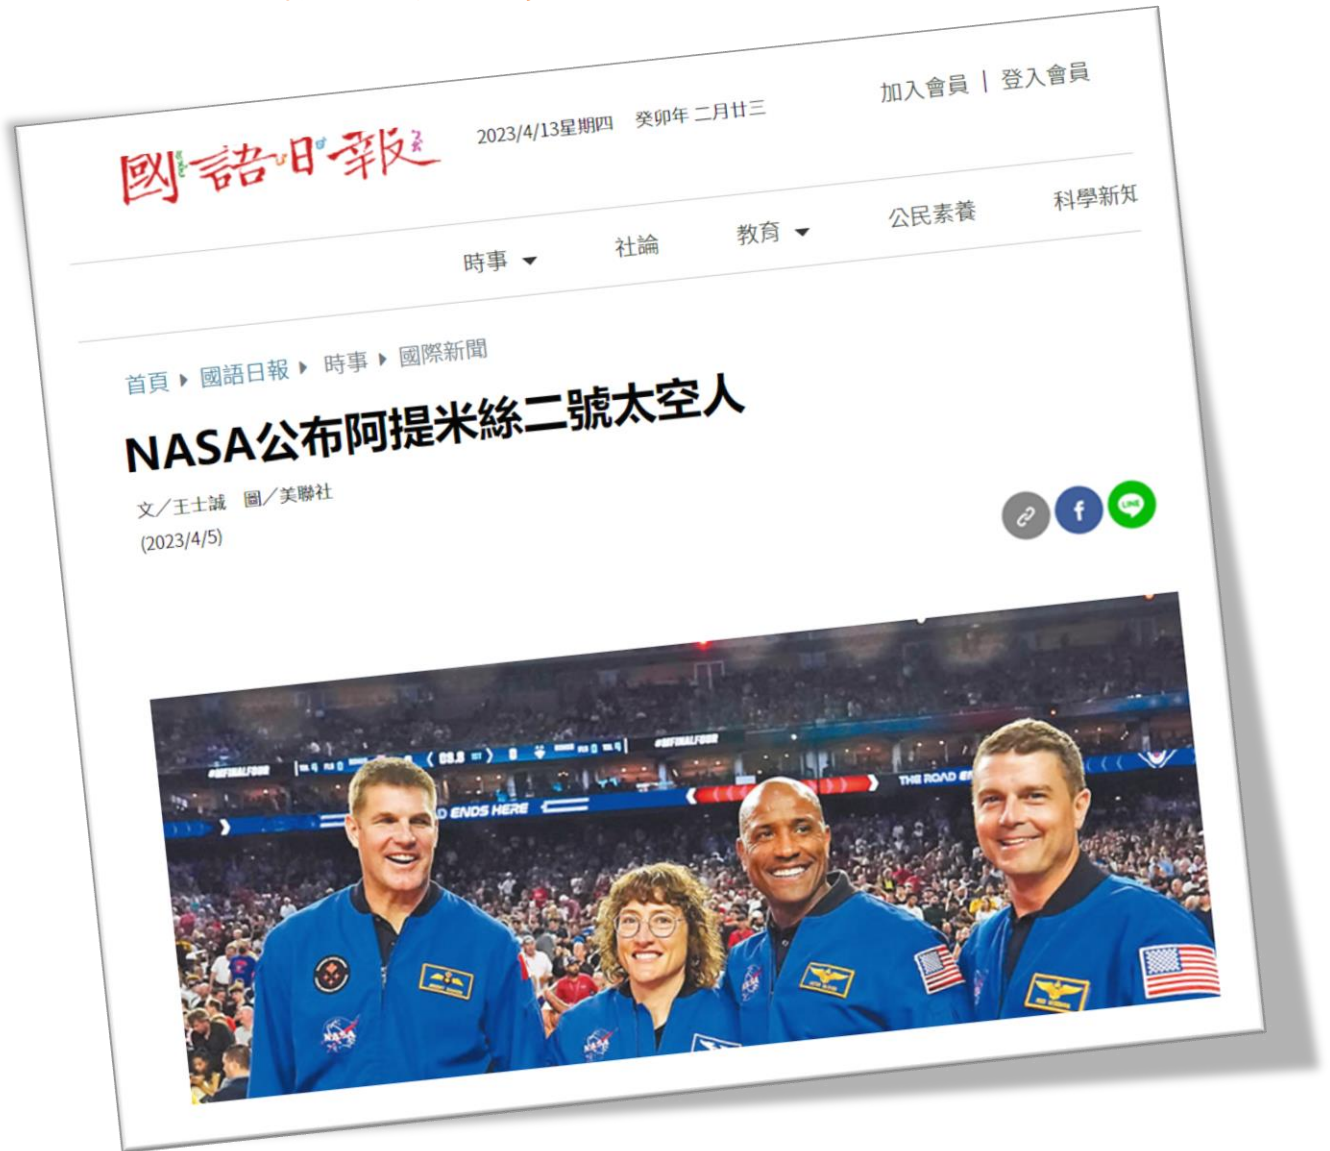 國語日報
2023/4/13星期四 癸卯年 二月廿三
加入會員 | 登入會員
時事 社論 教育 公民素養 科學新知
首頁 國語日報 時事 國際新聞
NASA公布阿提米絲二號太空人
文／王士誠 圖／美聯社
(2023/4/5)
f
LINE
#MFINALFOUR
#MFINALFOUR
D ENDS HERE
THE ROAD
NASA